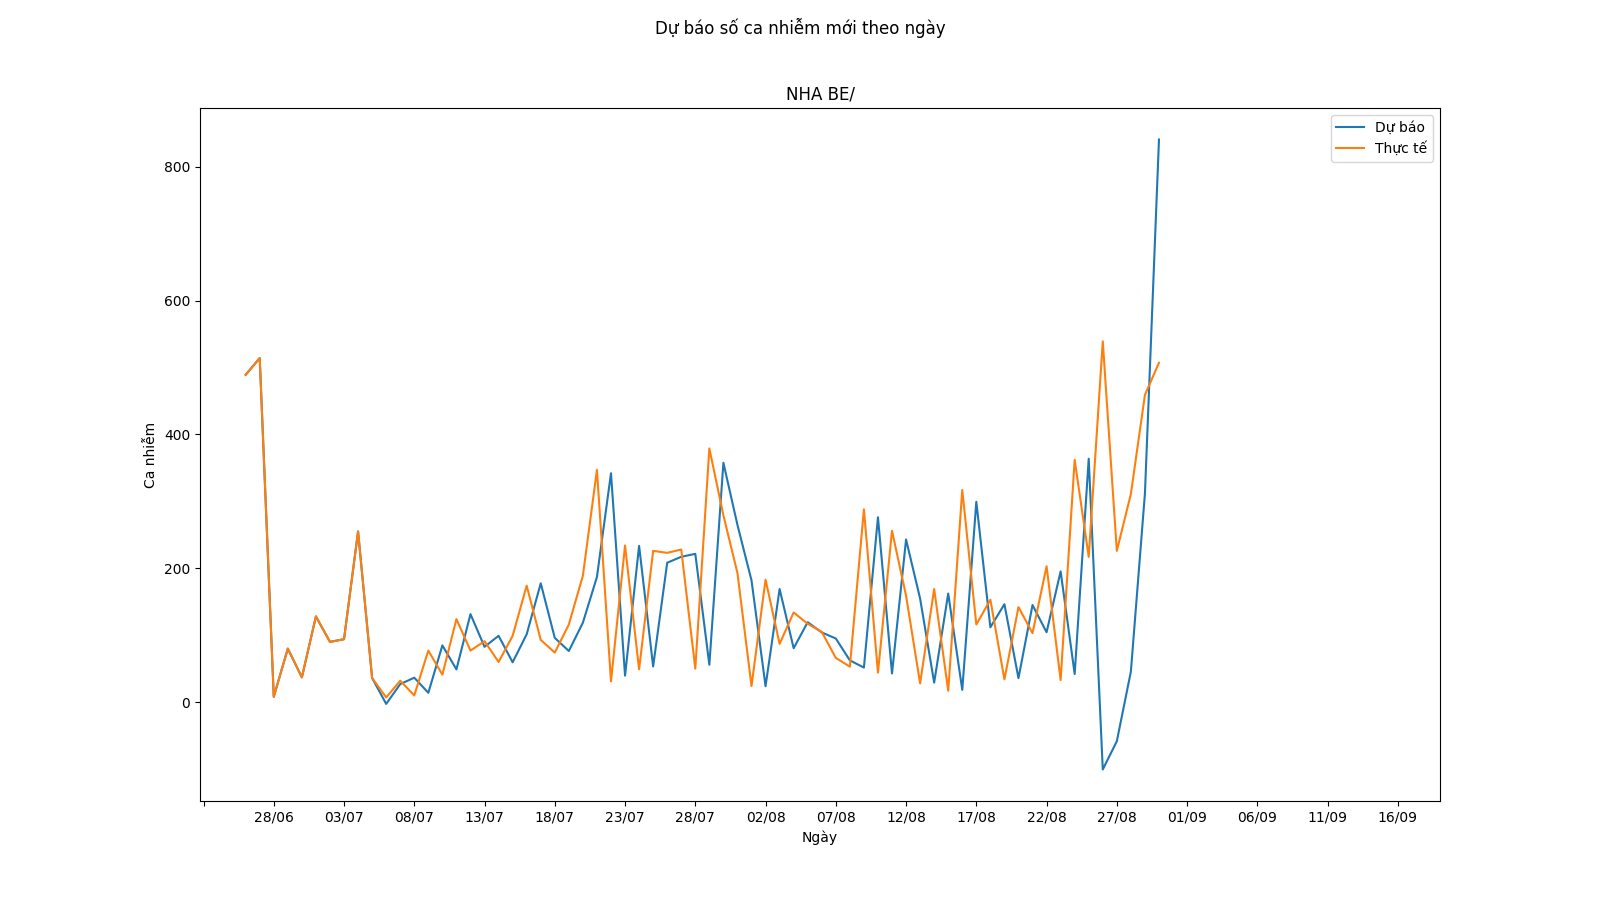 Dự báo số ca nhiễm mới theo ngày
NHA BE/
Dự báo
Thực tế
Ca nhiễm
800
600
400
200
0
28/06 03/07 08/07 13/07 18/07 23/07 28/07 02/08 07/08 12/08 17/08 22/08 27/08 01/09 06/09 11/09 16/09
Ngày